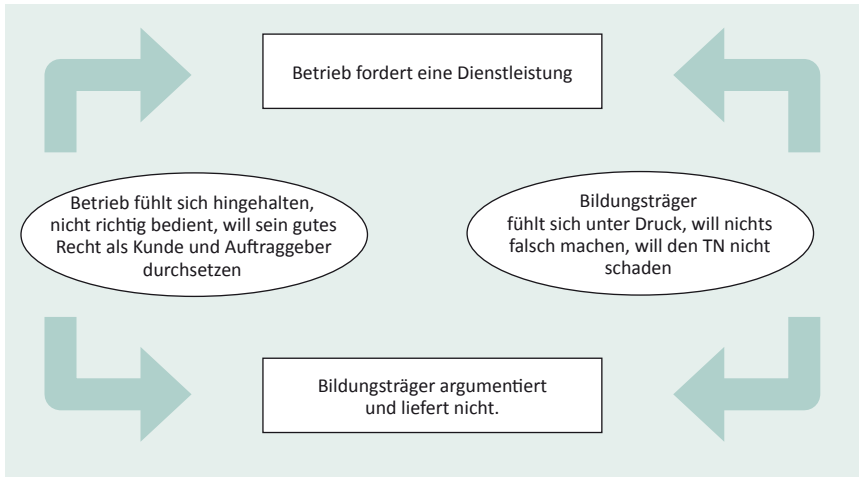 Betrieb fordert eine Dienstleistung
Betrieb fühlt sich hingehalten,
nicht richtig bedient, will sein gutes
Recht als Kunde und Auftraggeber
durchsetzen
Bildungsträger
fühlt sich unter Druck, will nichts
falsch machen, will den TN nicht
schaden
Bildungsträger argumentiert
und liefert nicht.